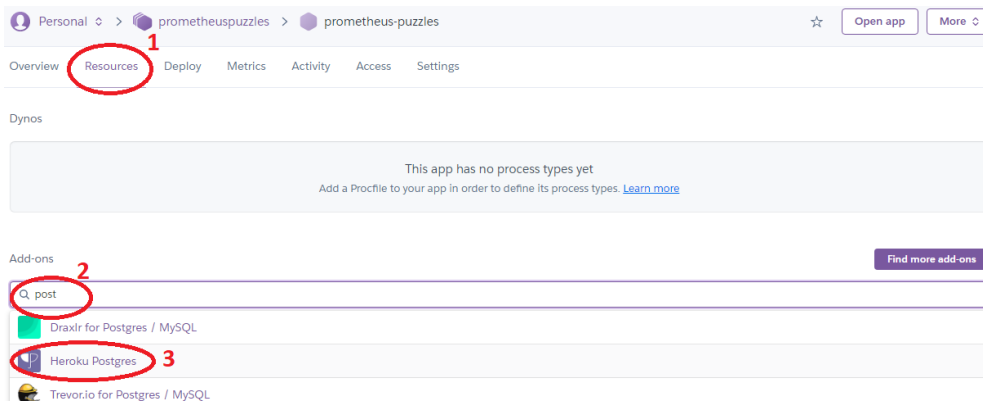 Personal > prometheuspuzzles > prometheus-puzzles Open app More
1
Overview Resources Deploy Metrics Activity Access Settings
Dynos
This app has no process types yet
Add a Procfile to your app in order to define its process types. Learn more
Add-ons Find more add-ons
2
post
Draxlr for Postgres / MySQL
Heroku Postgres 3
Trevor.io for Postgres / MySQL